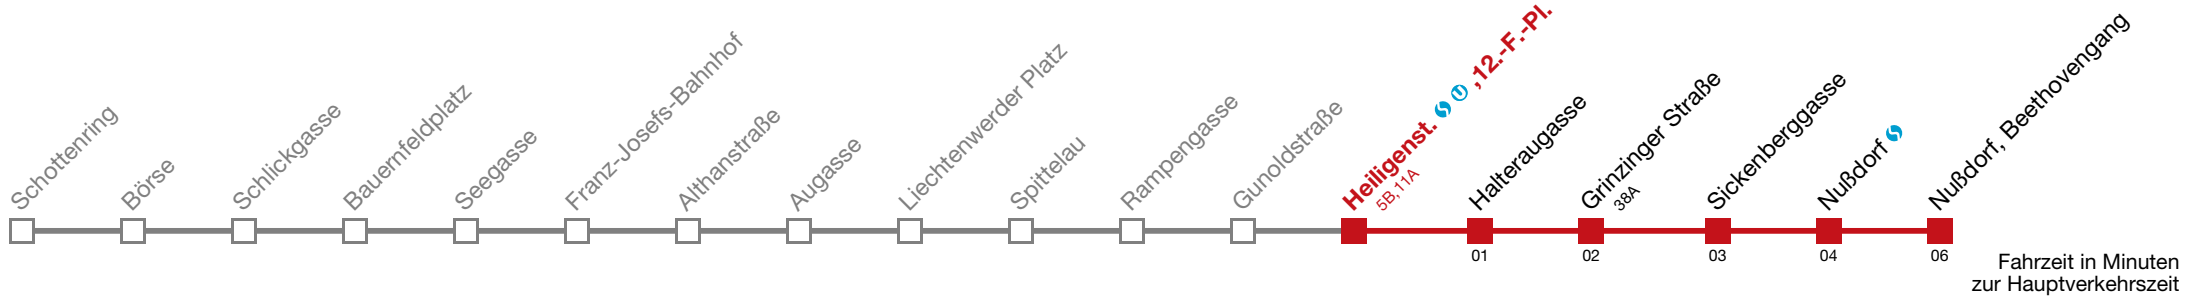 Schottenring
Börse
Schlickgasse
Bauernfeldplatz
Seegasse
Franz-Josefs-Bahnhof
Althanstraße
Augasse
Liechtenwerder Platz
Spittelau
Rampengasse
Gunoldstraße
Heiligenst. S U ,12.-F.-Pl.
5B,11A
Halteraugasse
01
Grinzinger Straße
38A
02
Sickenberggasse
03
Nußdorf S
04
Nußdorf, Beethovengang
06
Fahrzeit in Minuten
zur Hauptverkehrszeit